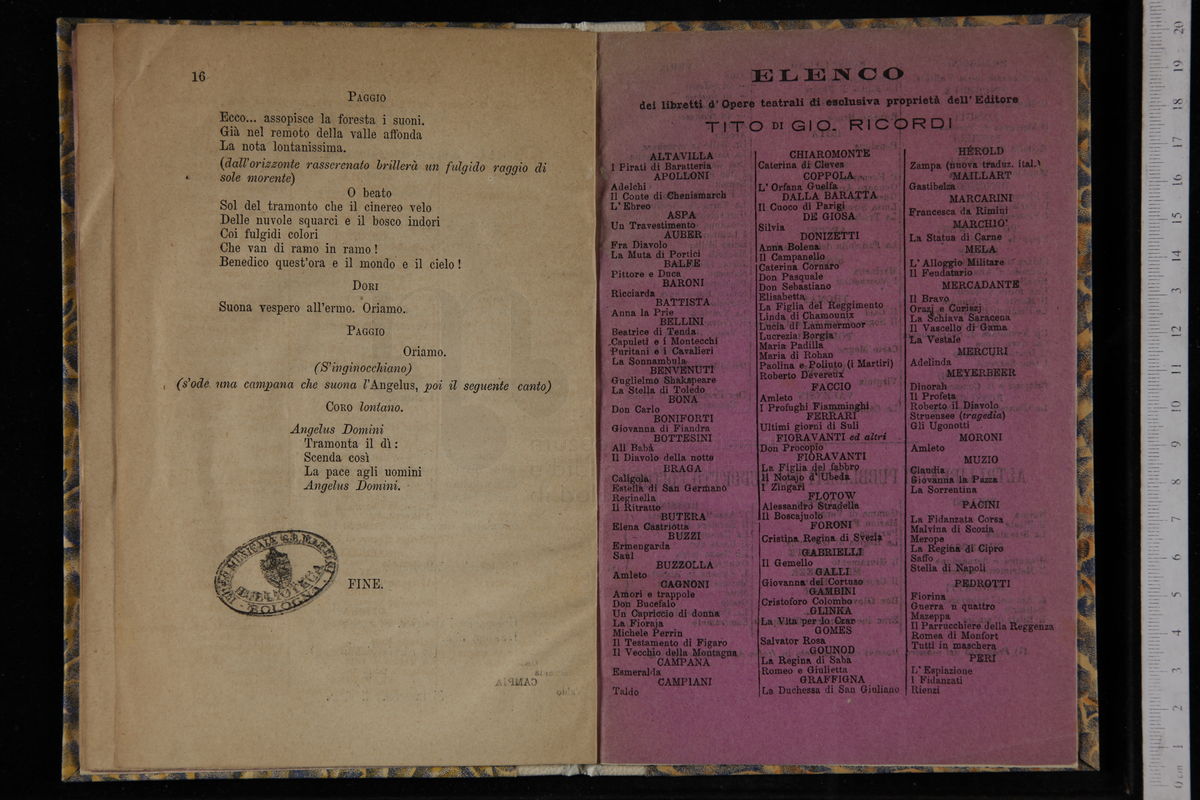 16
PAGGIO
Ecco... assopisce la foresta i suoni.
Già nel remoto della valle affonda
La nota lontanissima.
(dall'orizzonte rasserenato brillerà un fulgido raggio di
sole morente)
O beato
Sol del tramonto che il cinereo velo
Delle nuvole squarci e il bosco indori
Coi fulgidi colori
Che van di ramo in ramo!
Benedico quest'ora e il mondo e il cielo!
DORI
Suona vespero all'ermo. Oriamo.
PAGGIO
Oriamo.
(S'inginocchiano)
(s'ode una campana che suona l'Angelus, poi il seguente canto)
CORO lontano.
Angelus Domini
Tramonta il dì:
Scenda così
La pace agli uomini
Angelus Domini.
BIBLIOTECA
BOLOGNA
FINE.
ELENCO
dei libretti d'Opere teatrali di esclusiva proprietà dell'Editore
TITO DI GIO. RICORDI
ALTAVILLA
I Pirati di Baratteria
APOLLONI
Adelchi
Il Conte di Chenismarch
L'Ebreo
ASPA
Un Travestimento
AUBER
Fra Diavolo
La Muta di Portici
BALFE
Pittore e Duca
BARONI
Ricciarda
BATTISTA
Anna la Prie
BELLINI
Beatrice di Tenda
Capuleti e i Montecchi
Puritani e i Cavalieri
La Sonnambula
BENVENUTI
Guglielmo Shakspeare
La Stella di Toledo
BONA
Don Carlo
BONIFORTI
Giovanna di Fiandra
BOTTESINI
Alì Babà
Il Diavolo della notte
BRAGA
Caligola
Estella di San Germano
Reginella
Il Ritratto
BUTERA
Elena Castriotta
BUZZI
Ermengarda
Saul
BUZZOLLA
Amleto
CAGNONI
Amori e trappole
Don Bucefalo
Un Capriccio di donna
La Fioraja
Michele Perrin
Il Testamento di Figaro
Il Vecchio della Montagna
CAMPANA
Esmeralda
CAMPIANI
Taldo
CHIAROMONTE
Caterina di Cleves
COPPOLA
L'Orfana Guelfa
DALLA BARATTA
Il Cuoco di Parigi
DE GIOSA
Silvia
DONIZETTI
Anna Bolena
Il Campanello
Caterina Cornaro
Don Pasquale
Don Sebastiano
Elisabetta
La Figlia del Reggimento
Linda di Chamounix
Lucia di Lammermoor
Lucrezia Borgia
Maria Padilla
Maria di Rohan
Paolina e Poliuto (i Martiri)
Roberto Devereux
FACCIO
Amleto
I Profughi Fiamminghi
FERRARI
Ultimi giorni di Suli
FIORAVANTI ed altri
Don Procopio
FIORAVANTI
La Figlia del fabbro
Il Notajo d'Ubeda
I Zingari
FLOTOW
Alessandro Stradella
Il Boscajuolo
FORONI
Cristina Regina di Svezia
GABRIELLI
Il Gemello
GALLI
Giovanna dei Cortuso
GAMBINI
Cristoforo Colombo
GLINKA
La Vita per lo Czar
GOMES
Salvator Rosa
GOUNOD
La Regina di Saba
Romeo e Giulietta
GRAFFIGNA
La Duchessa di San Giuliano
HÉROLD
Zampa (nuova traduz. ital.)
MAILLART
Gastibelza
MARCARINI
Francesca da Rimini
MARCHIO'
La Statua di Carne
MELA
L'Alloggio Militare
Il Feudatario
MERCADANTE
Il Bravo
Orazj e Curiazj
La Schiava Saracena
Il Vascello di Gama
La Vestale
MERCURI
Adelinda
MEYERBEER
Dinorah
Il Profeta
Roberto il Diavolo
Struensee (tragedia)
Gli Ugonotti
MORONI
Amleto
MUZIO
Claudia
Giovanna la Pazza
La Sorrentina
PACINI
La Fidanzata Corsa
Malvina di Scozia
Merope
La Regina di Cipro
Saffo
Stella di Napoli
PEDROTTI
Fiorina
Guerra in quattro
Mazeppa
Il Parrucchiere della Reggenza
Romea di Monfort
Tutti in maschera
PERI
L'Espiazione
I Fidanzati
Rienzi